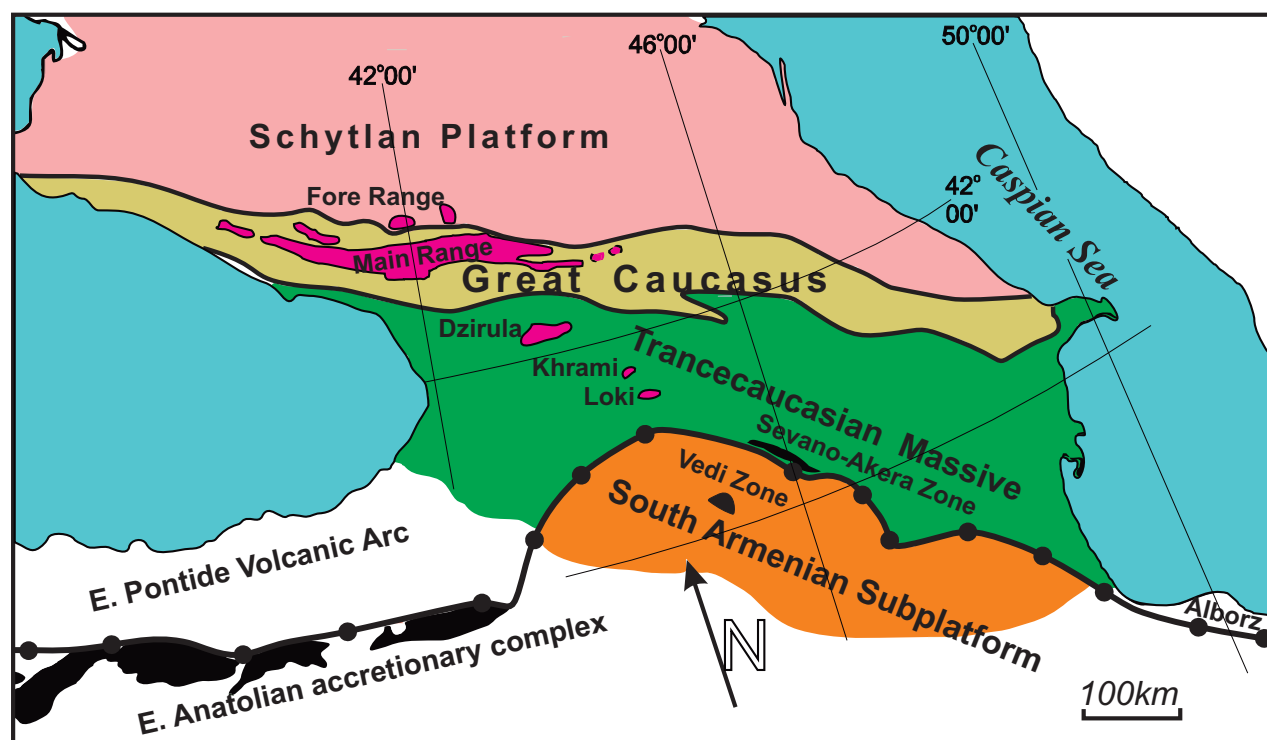 42°00'
46°00'
50°00'
Schytlan Platform
Caspian Sea
42°
00'
Fore Range
Main Range
Great Caucasus
Dzirula
Khrami
Loki
Trancecaucasian Massive
Sevano-Akera Zone
Vedi Zone
South Armenian Subplatform
E. Pontide Volcanic Arc
E. Anatolian accretionary complex
Alborz
N
100km